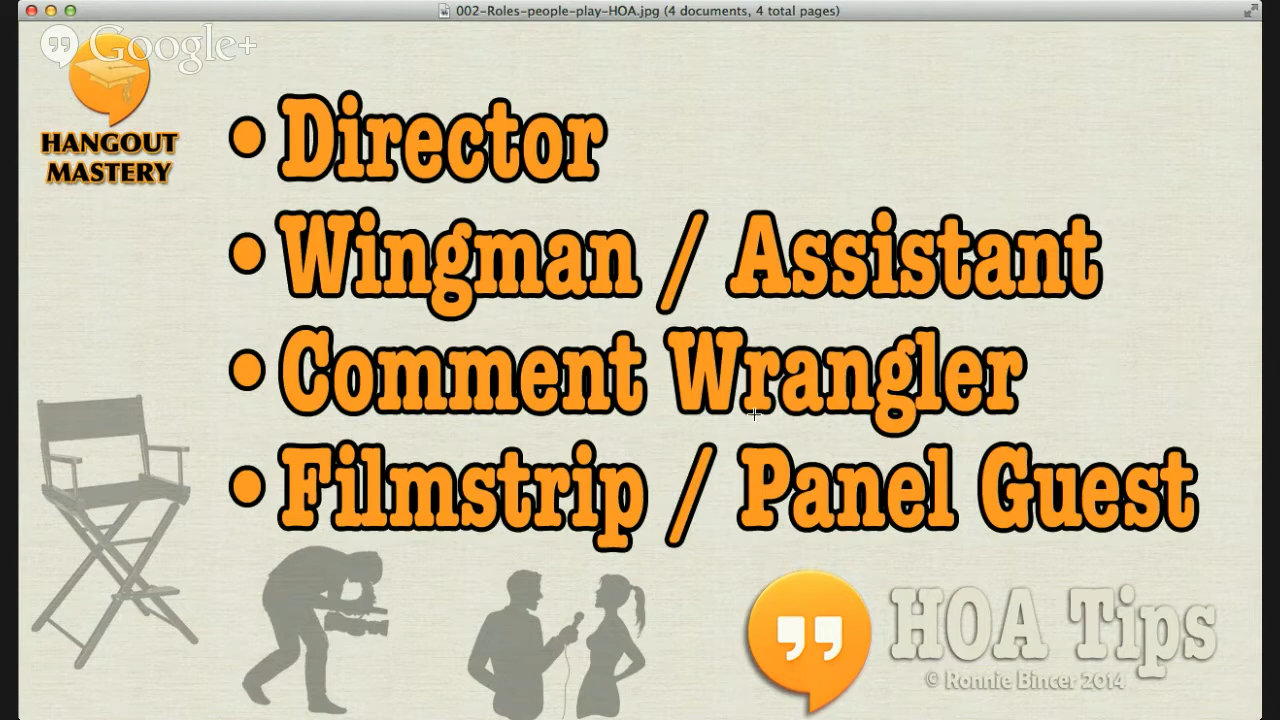 002-Roles-people-play-HOA.jpg (4 documents, 4 total pages)
Google+
HANGOUT
MASTERY
• Director
• Wingman / Assistant
• Comment Wrangler
• Filmstrip / Panel Guest
HOA Tips
© Ronnie Bincer 2014